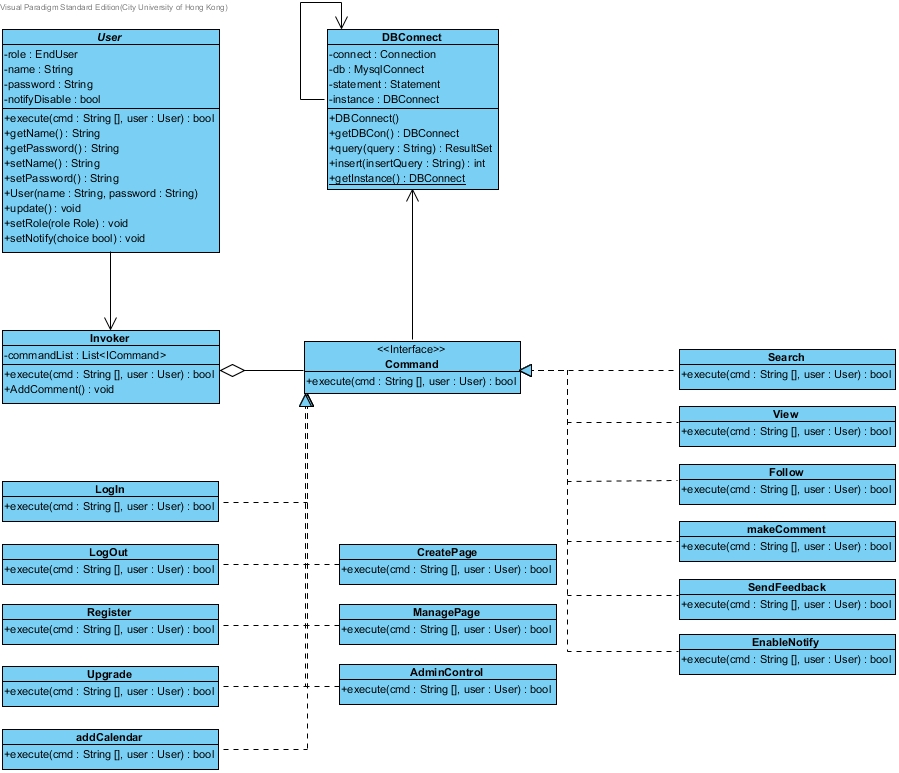 Visual Paradigm Standard Edition(City University of Hong Kong)
User
-role : EndUser
-name : String
-password : String
-notifyDisable : bool
+execute(cmd : String [], user : User) : bool
+getName() : String
+getPassword() : String
+setName() : String
+setPassword() : String
+User(name : String, password : String)
+update() : void
+setRole(role Role) : void
+setNotify(choice bool) : void
DBConnect
-connect : Connection
-db : MysqlConnect
-statement : Statement
-instance : DBConnect
+DBConnect()
+getDBCon() : DBConnect
+query(query : String) : ResultSet
+insert(insertQuery : String) : int
+getInstance() : DBConnect
Invoker
-commandList : List<ICommand>
+execute(cmd : String [], user : User) : bool
+AddComment() : void
<<Interface>>
Command
+execute(cmd : String [], user : User) : bool
Search
+execute(cmd : String [], user : User) : bool
View
+execute(cmd : String [], user : User) : bool
Follow
+execute(cmd : String [], user : User) : bool
makeComment
+execute(cmd : String [], user : User) : bool
SendFeedback
+execute(cmd : String [], user : User) : bool
EnableNotify
+execute(cmd : String [], user : User) : bool
LogIn
+execute(cmd : String [], user : User) : bool
LogOut
+execute(cmd : String [], user : User) : bool
Register
+execute(cmd : String [], user : User) : bool
Upgrade
+execute(cmd : String [], user : User) : bool
addCalendar
+execute(cmd : String [], user : User) : bool
CreatePage
+execute(cmd : String [], user : User) : bool
ManagePage
+execute(cmd : String [], user : User) : bool
AdminControl
+execute(cmd : String [], user : User) : bool